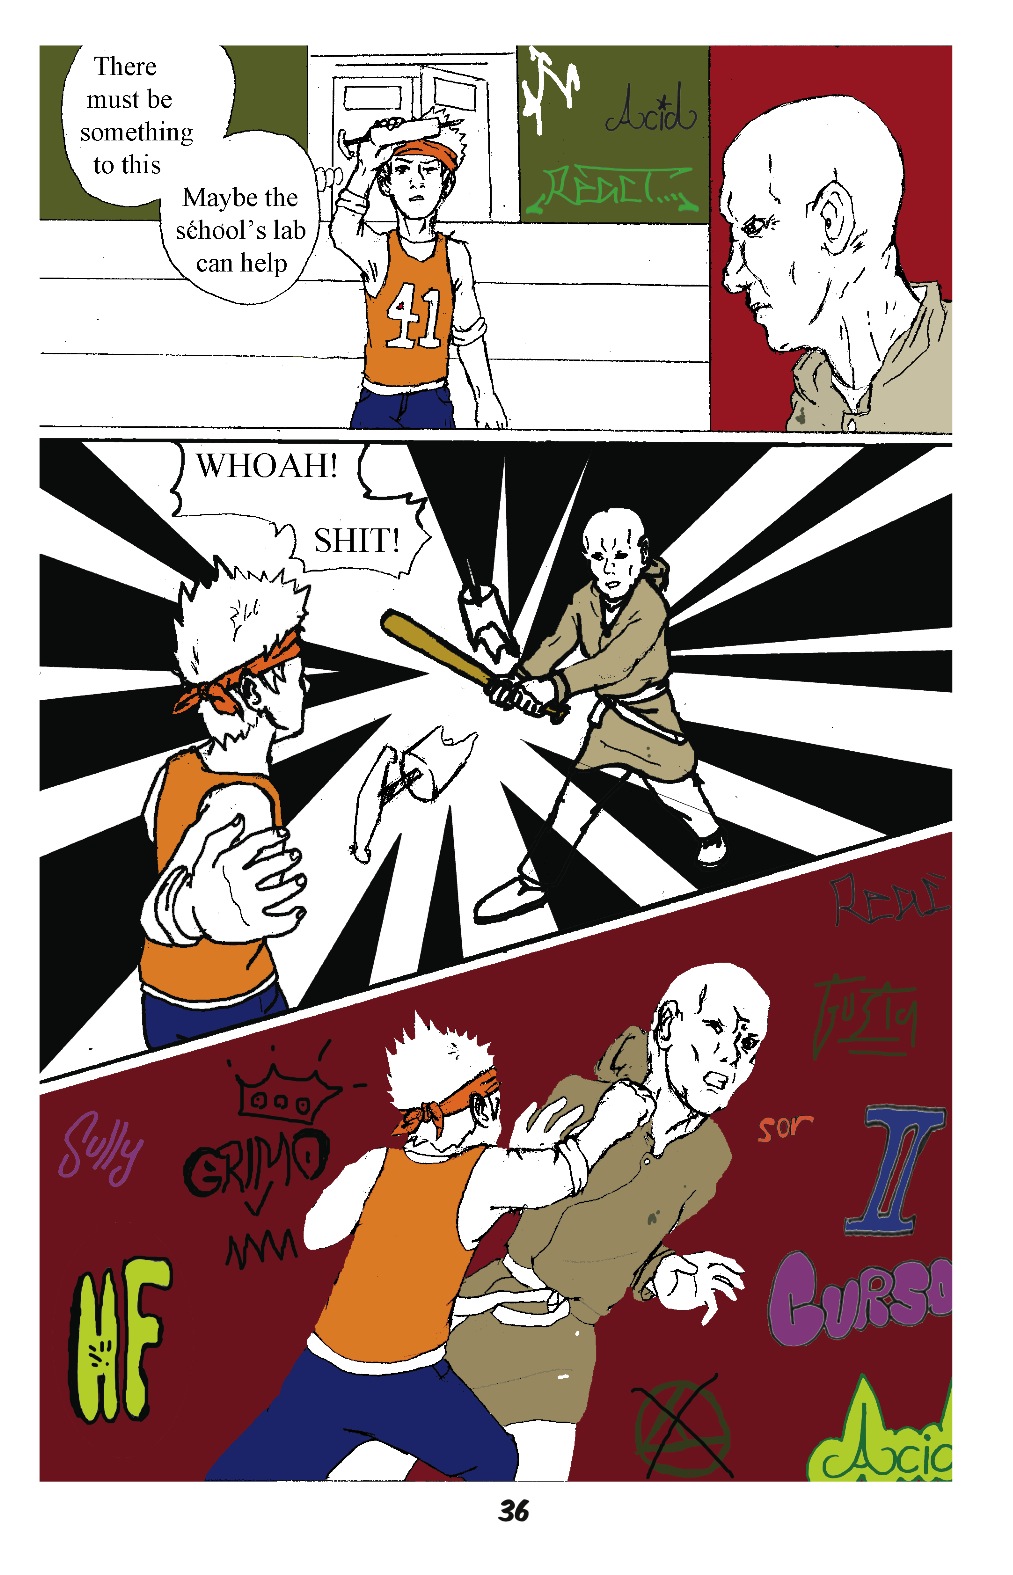 There
must be
something
to this
Maybe the
school's lab
can help
Acid
REACT...
41
WHOAH!
SHIT!
Sully
GRIMO
sor
II
HF
CURSO
Acid
36